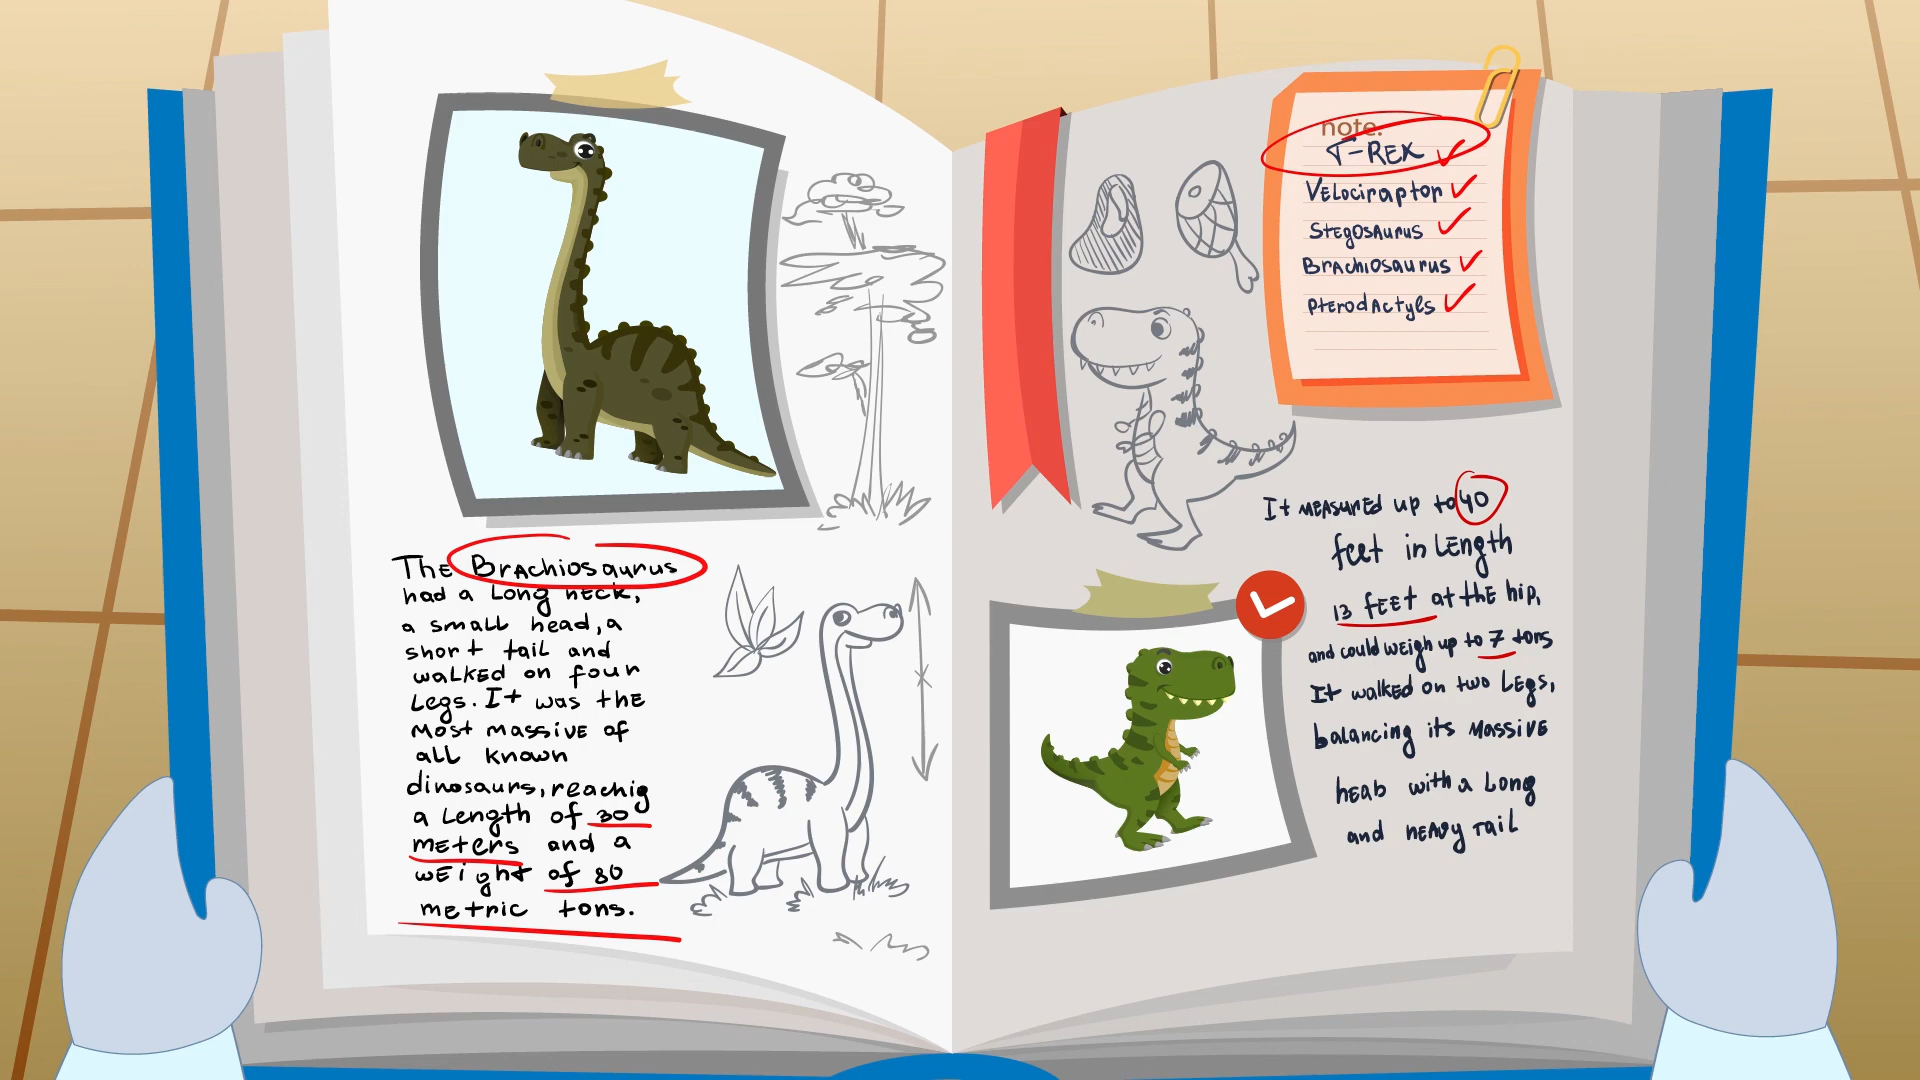 The Brachiosaurus
had a Long neck,
a small head, a
short tail and
walked on four
Legs. It was the
most massive of
all known
dinosaurs, reachig
a Length of 30
meters and a
weight of 80
metric tons.
note.
T-REX ✓
Velociraptor ✓
Stegosaurus ✓
Brachiosaurus ✓
Pterodactyls ✓
It measured up to 40
feet in Length
13 feet at the hip,
and could weigh up to 7 tons
It walked on two Legs,
balancing its massive
heab with a Long
and heavy tail